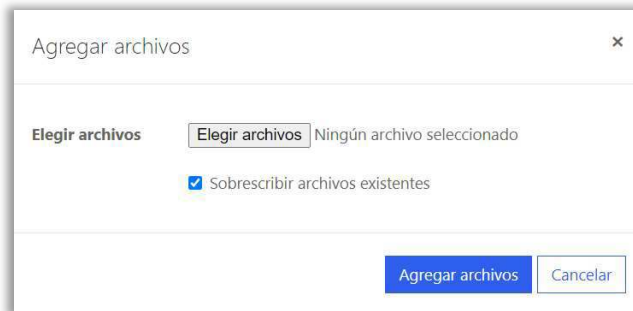 Agregar archivos ×
Elegir archivos Elegir archivos Ningún archivo seleccionado
Sobrescribir archivos existentes
Agregar archivos Cancelar